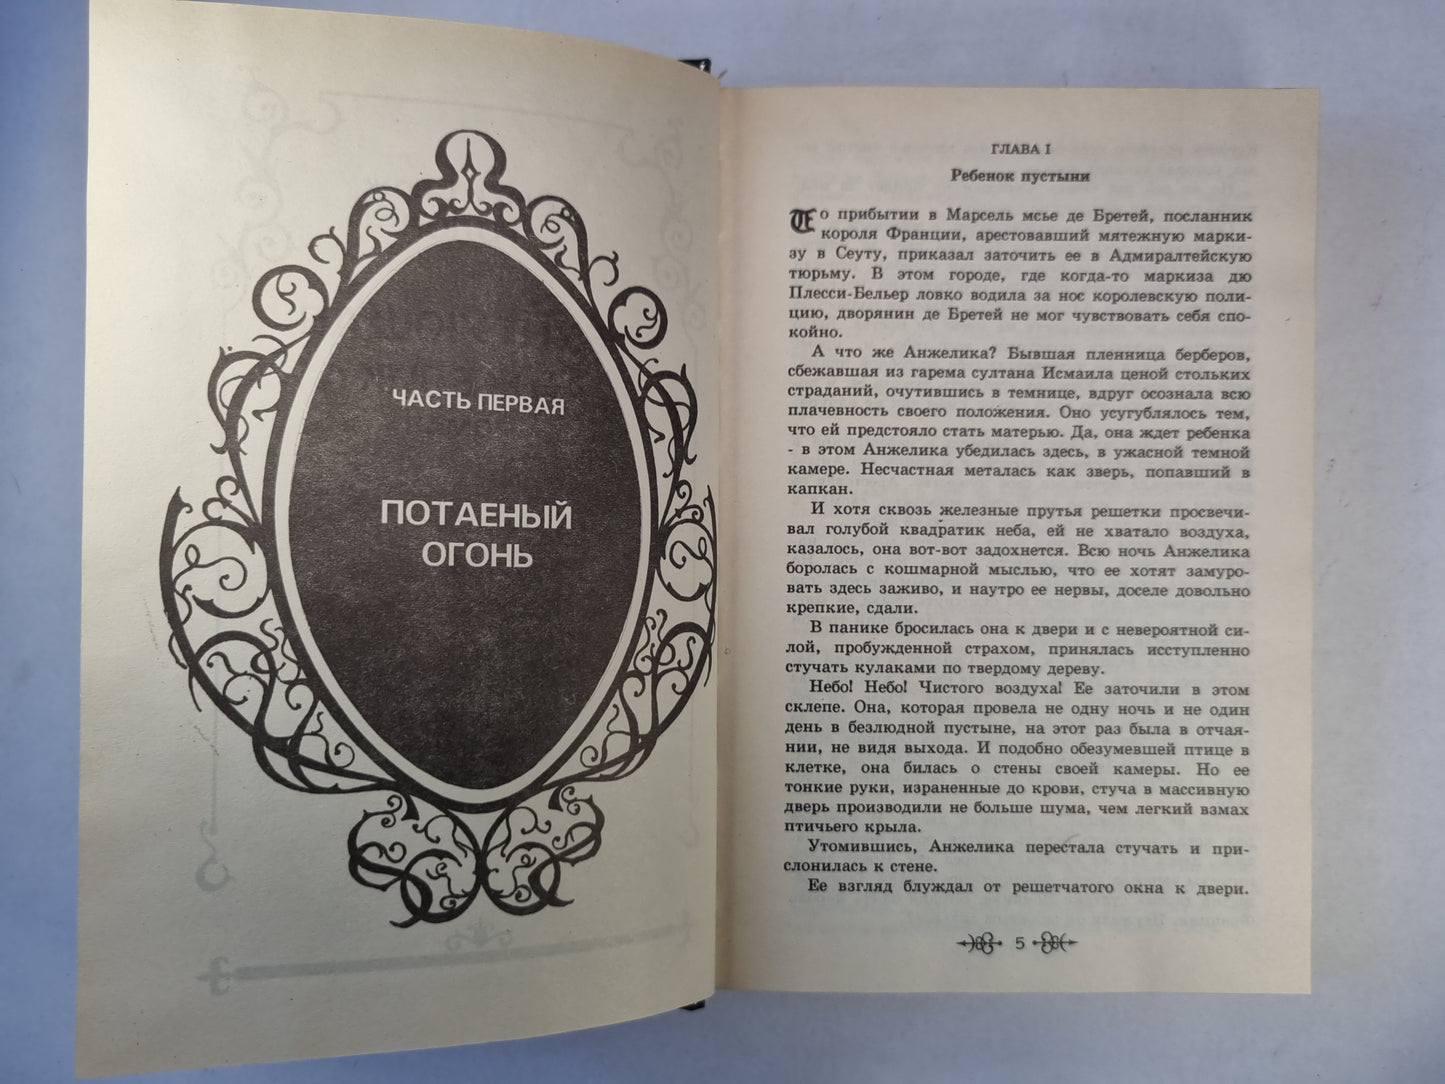 ЧАСТЬ ПЕРВАЯ
ПОТАЕНЫЙ
ОГОНЬ
ГЛАВА I
Ребенок пустыни
По прибытии в Марсель мсье де Бретей, посланник
короля Франции, арестовавший мятежную марки-
зу в Сеуту, приказал заточить ее в Адмиралтейскую
тюрьму. В этом городе, где когда-то маркиза дю
Плесси-Бельер ловко водила за нос королевскую поли-
цию, дворянин де Бретей не мог чувствовать себя спо-
койно.
А что же Анжелика? Бывшая пленница берберов,
сбежавшая из гарема султана Исмаила ценой стольких
страданий, очутившись в темнице, вдруг осознала всю
плачевность своего положения. Оно усугублялось тем,
что ей предстояло стать матерью. Да, она ждет ребенка
- в этом Анжелика убедилась здесь, в ужасной темной
камере. Несчастная металась как зверь, попавший в
капкан.
И хотя сквозь железные прутья решетки просвечи-
вал голубой квадратик неба, ей не хватало воздуха,
казалось, она вот-вот задохнется. Всю ночь Анжелика
боролась с кошмарной мыслью, что ее хотят замуро-
вать здесь заживо, и наутро ее нервы, доселе довольно
крепкие, сдали.
В панике бросилась она к двери и с невероятной си-
лой, пробужденной страхом, принялась исступленно
стучать кулаками по твердому дереву.
Небо! Небо! Чистого воздуха! Ее заточили в этом
склепе. Она, которая провела не одну ночь и не один
день в безлюдной пустыне, на этот раз была в отчая-
нии, не видя выхода. И подобно обезумевшей птице в
клетке, она билась о стены своей камеры. Но ее
тонкие руки, израненные до крови, стуча в массивную
дверь производили не больше шума, чем легкий взмах
птичьего крыла.
Утомившись, Анжелика перестала стучать и при-
слонилась к стене.
Ее взгляд блуждал от решетчатого окна к двери.
5